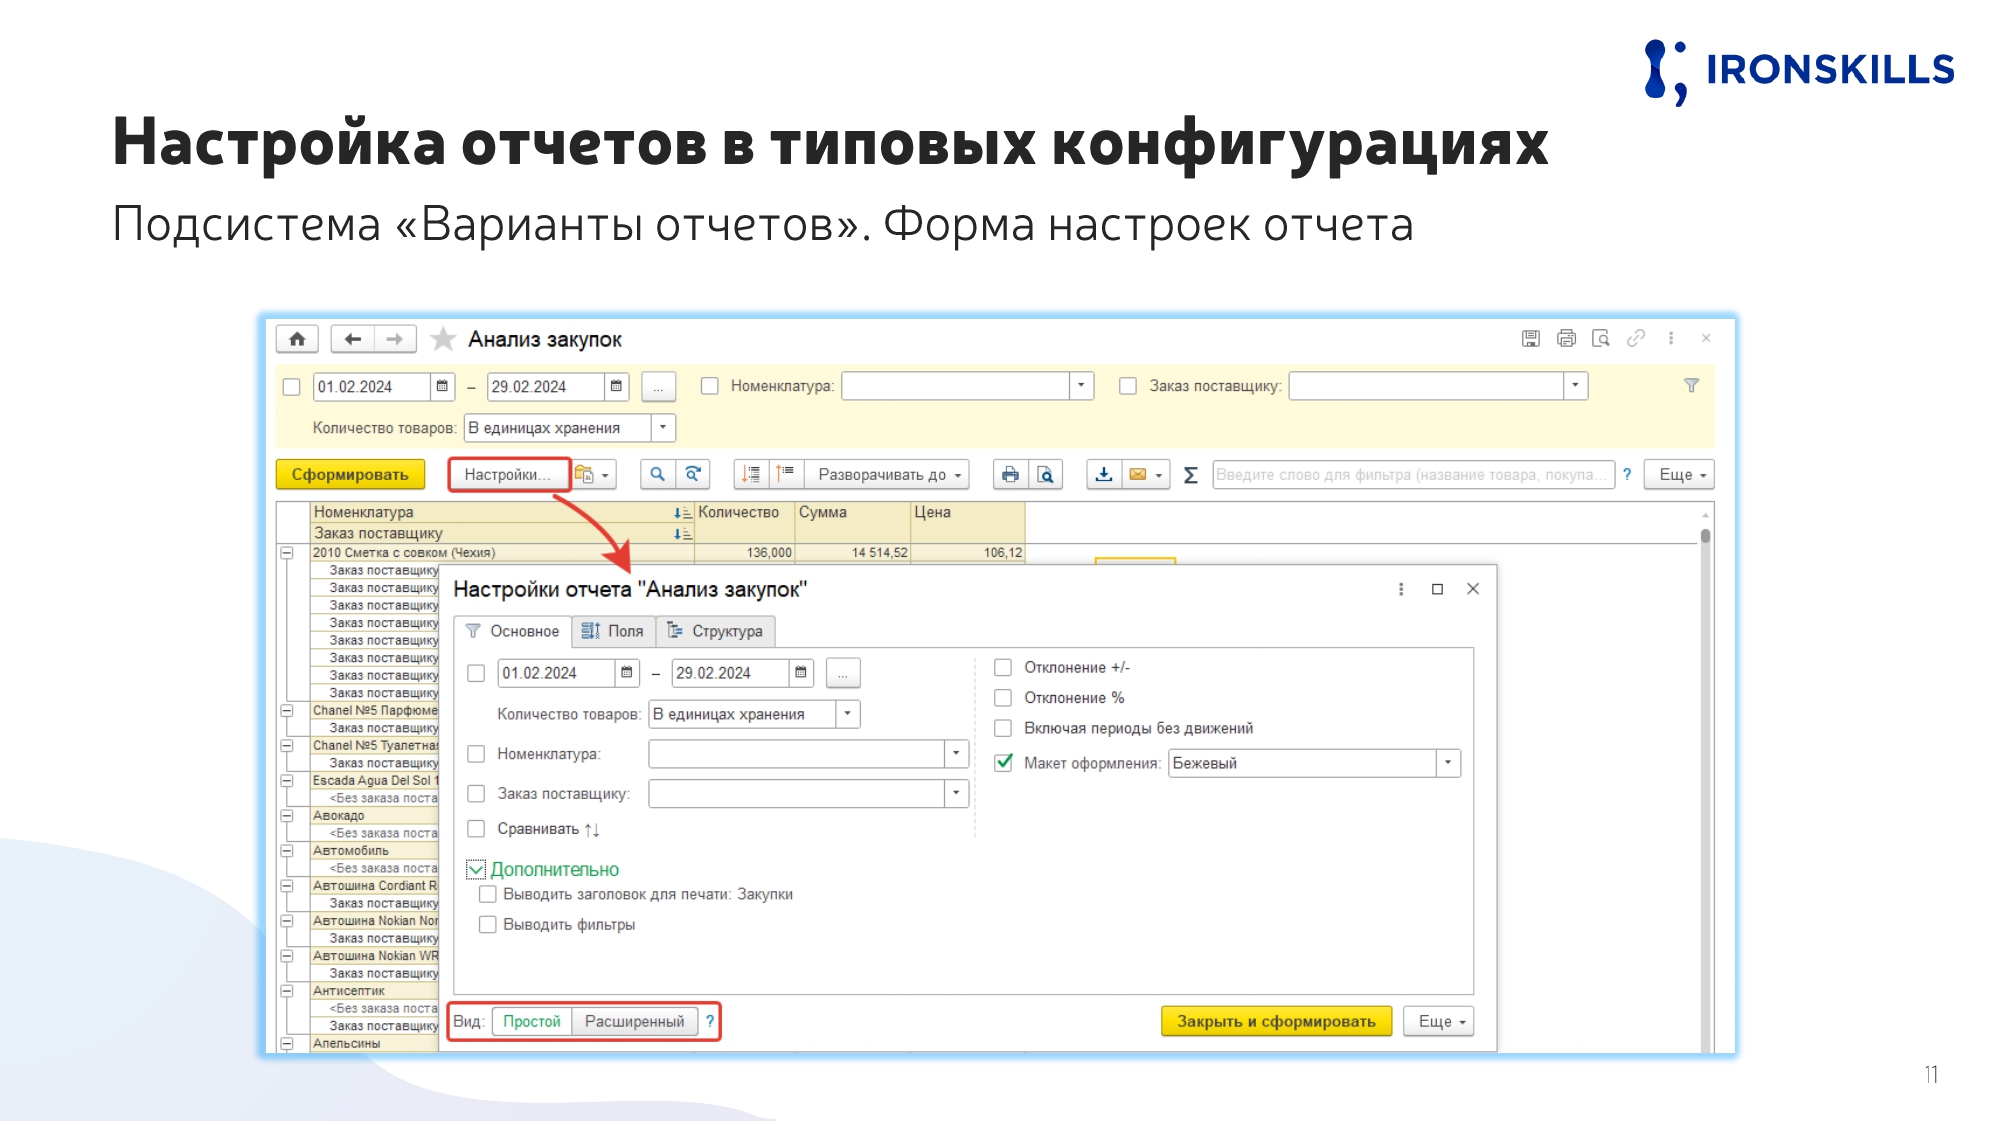 IRONSKILLS
Настройка отчетов в типовых конфигурациях
Подсистема «Варианты отчетов». Форма настроек отчета
Анализ закупок
01.02.2024 – 29.02.2024 ... Номенклатура: Заказ поставщику:
Количество товаров: В единицах хранения
Сформировать Настройки... Разворачивать до Σ Введите слово для фильтра (название товара, покупа... ? Еще
Номенклатура Количество Сумма Цена
Заказ поставщику
2010 Сметка с совком (Чехия) 136,000 14 514,52 106,12
Заказ поставщику
Заказ поставщику
Заказ поставщику
Заказ поставщику
Заказ поставщику
Заказ поставщику
Заказ поставщику
Заказ поставщику
Chanel №5 Парфюме
Заказ поставщику
Chanel №5 Туалетная
Заказ поставщику
Escada Agua Del Sol 1
<Без заказа поста
Авокадо
<Без заказа поста
Автомобиль
<Без заказа поста
Автошина Cordiant R
Заказ поставщику
Автошина Nokian Nor
Заказ поставщику
Автошина Nokian WR
Заказ поставщику
Антисептик
<Без заказа поста
Заказ поставщику
Апельсины
Настройки отчета "Анализ закупок"
Основное Поля Структура
01.02.2024 – 29.02.2024 ...
Количество товаров: В единицах хранения
Номенклатура:
Заказ поставщику:
Сравнивать ↑↓
Отклонение +/-
Отклонение %
Включая периоды без движений
Макет оформления: Бежевый
Дополнительно
Выводить заголовок для печати: Закупки
Выводить фильтры
Вид: Простой Расширенный ? Закрыть и сформировать Еще
11